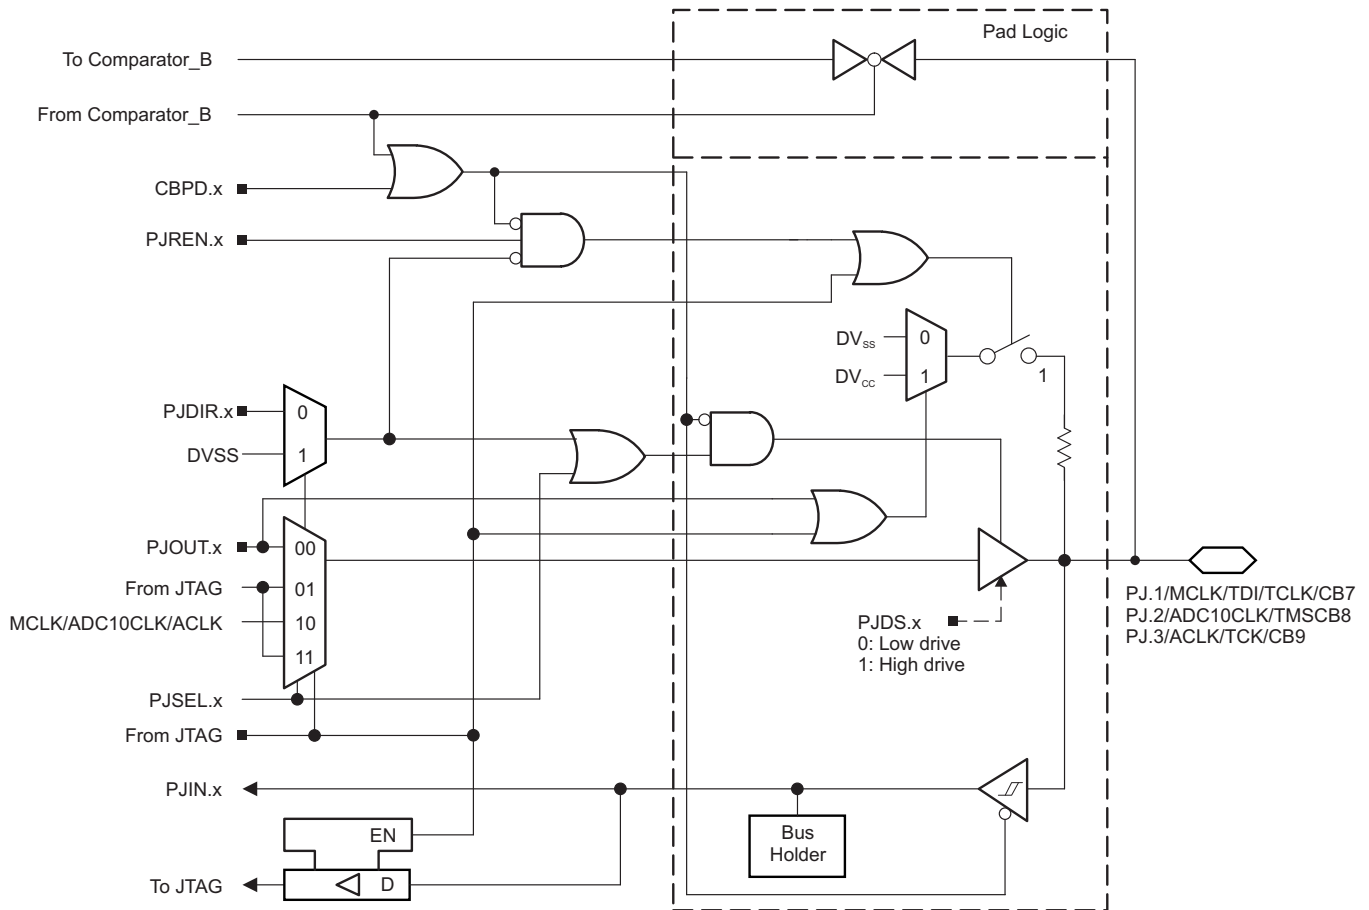 Pad Logic
To Comparator_B
From Comparator_B
CBPD.x
PJREN.x
DVSS
0
DVCC
1
1
PJDIR.x
0
DVSS
1
PJOUT.x
00
From JTAG
01
MCLK/ADC10CLK/ACLK
10
11
PJSEL.x
From JTAG
PJDS.x
0: Low drive
1: High drive
PJ.1/MCLK/TDI/TCLK/CB7
PJ.2/ADC10CLK/TMSCB8
PJ.3/ACLK/TCK/CB9
PJIN.x
Bus
Holder
EN
D
To JTAG